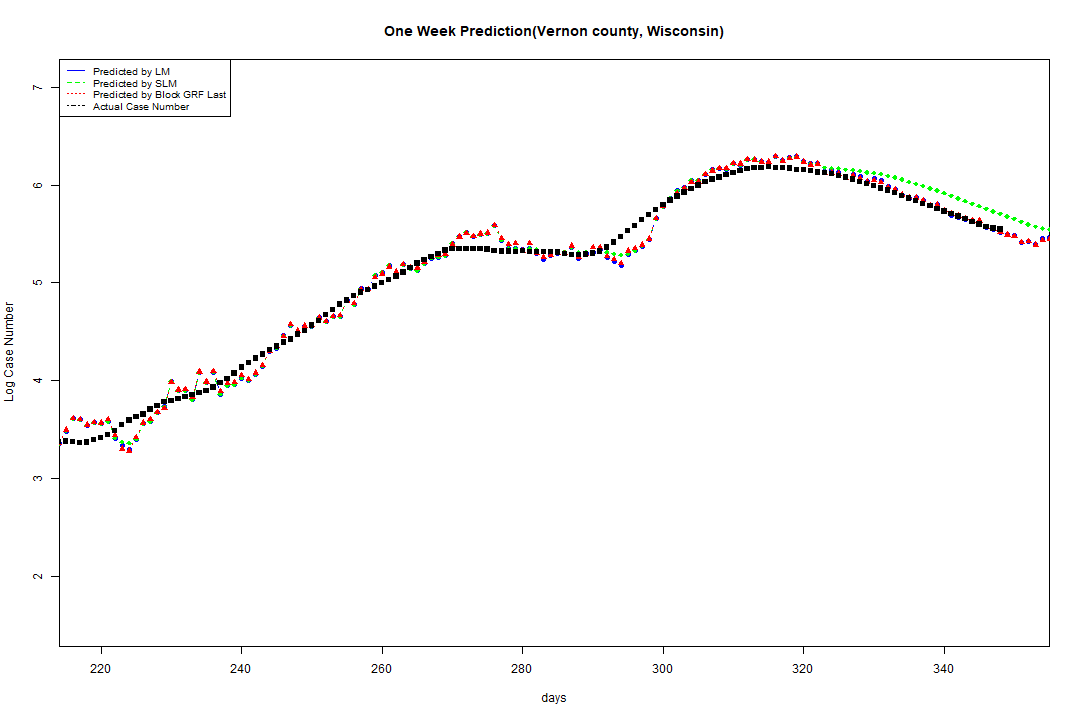 One Week Prediction(Vernon county, Wisconsin)
Predicted by LM
Predicted by SLM
Predicted by Block GRF Last
Actual Case Number
7
6
5
4
3
2
Log Case Number
220 240 260 280 300 320 340
days